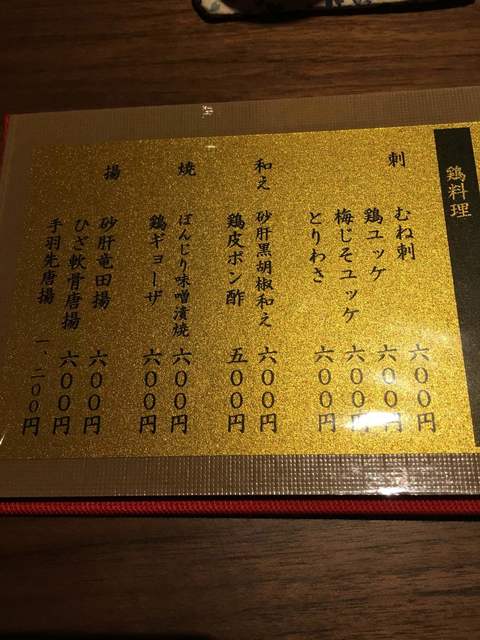 鶏料理
刺
むね刺 六〇〇円
鶏ユッケ 六〇〇円
梅じそユッケ 六〇〇円
とりわさ 六〇〇円
和え
砂肝黒胡椒和え 六〇〇円
鶏皮ポン酢 五〇〇円
焼
ぼんじり味噌漬焼 六〇〇円
鶏ギョーザ 六〇〇円
揚
砂肝竜田揚 六〇〇円
ひざ軟骨唐揚 六〇〇円
手羽先唐揚 一、二〇〇円